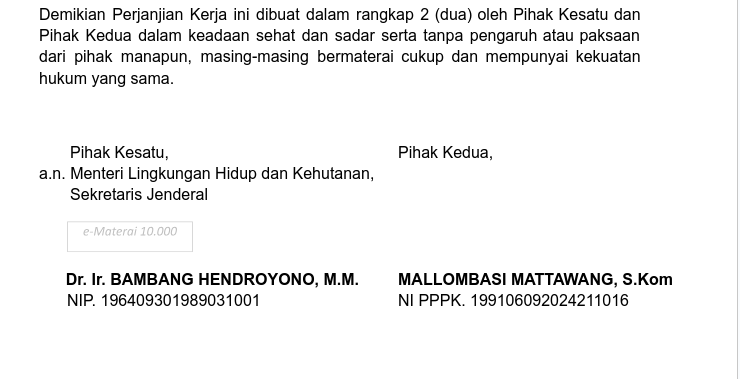 Demikian Perjanjian Kerja ini dibuat dalam rangkap 2 (dua) oleh Pihak Kesatu dan
Pihak Kedua dalam keadaan sehat dan sadar serta tanpa pengaruh atau paksaan
dari pihak manapun, masing-masing bermaterai cukup dan mempunyai kekuatan
hukum yang sama.
Pihak Kesatu,
a.n. Menteri Lingkungan Hidup dan Kehutanan,
Sekretaris Jenderal
e-Materai 10.000
Dr. Ir. BAMBANG HENDROYONO, M.M.
NIP. 196409301989031001
Pihak Kedua,
MALLOMBASI MATTAWANG, S.Kom
NI PPPK. 199106092024211016